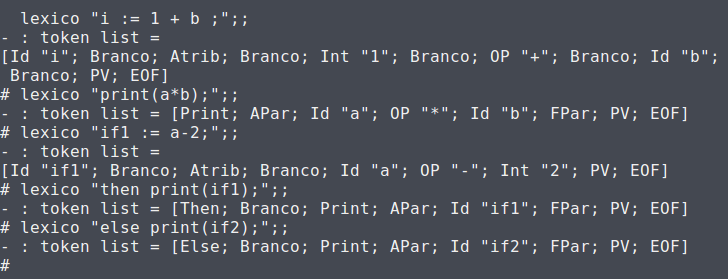 lexico "i := 1 + b ;";;
- : token list =
[Id "i"; Branco; Atrib; Branco; Int "1"; Branco; OP "+"; Branco; Id "b";
 Branco; PV; EOF]
# lexico "print(a*b);";;
- : token list = [Print; APar; Id "a"; OP "*"; Id "b"; FPar; PV; EOF]
# lexico "if1 := a-2;";;
- : token list =
[Id "if1"; Branco; Atrib; Branco; Id "a"; OP "-"; Int "2"; PV; EOF]
# lexico "then print(if1);";;
- : token list = [Then; Branco; Print; APar; Id "if1"; FPar; PV; EOF]
# lexico "else print(if2);";;
- : token list = [Else; Branco; Print; APar; Id "if2"; FPar; PV; EOF]
#